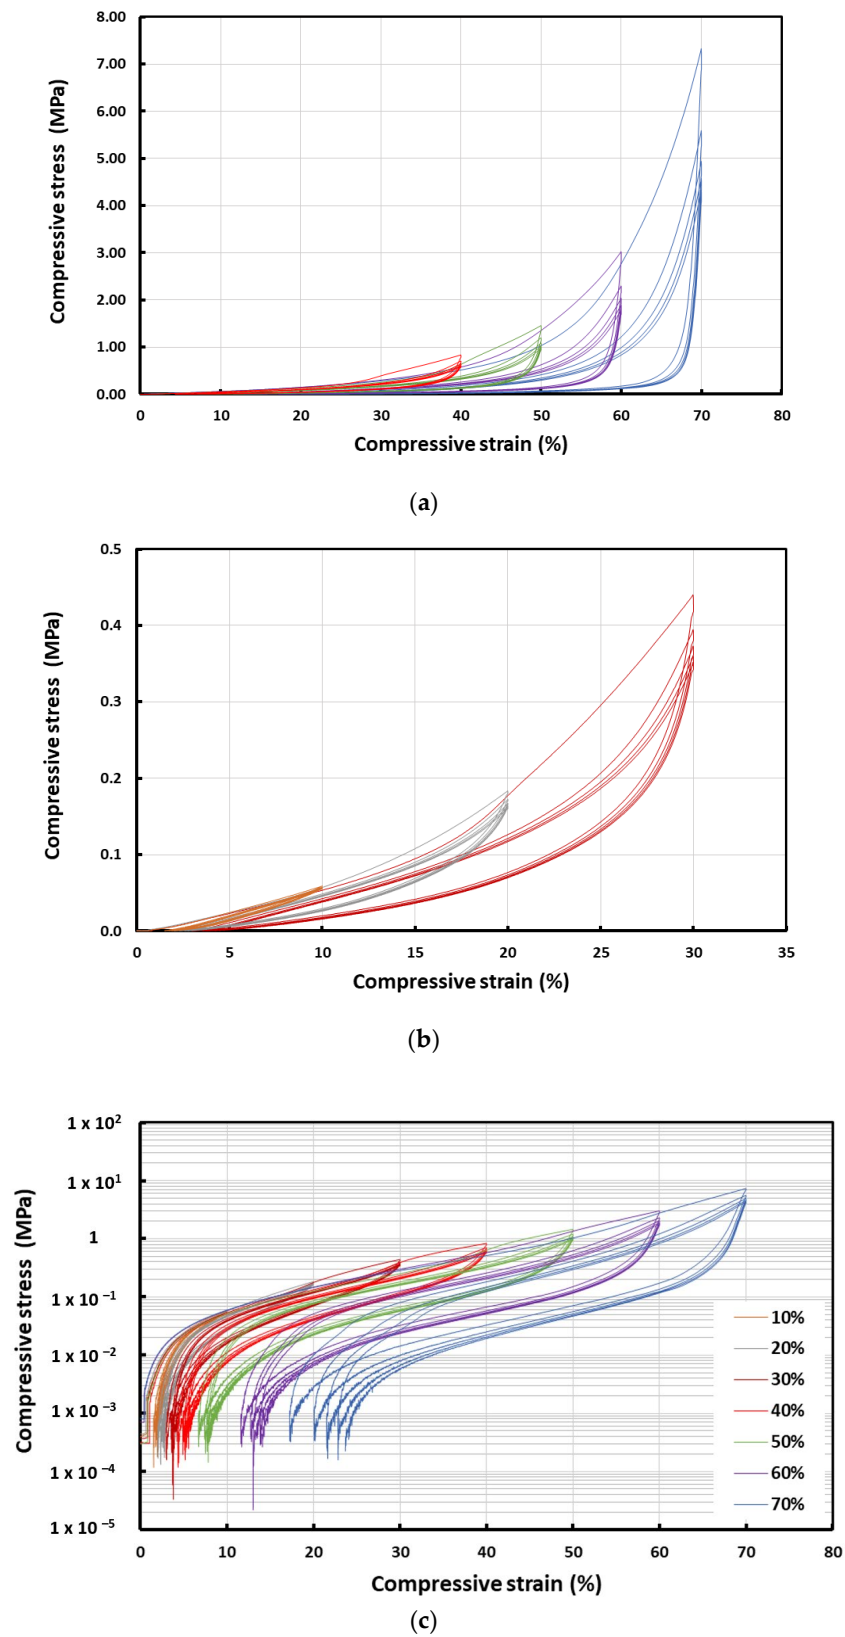 8.00
7.00
6.00
5.00
4.00
3.00
2.00
1.00
0.00
Compressive stress (MPa)
0 10 20 30 40 50 60 70 80
Compressive strain (%)
(a)
0.5
0.4
0.3
0.2
0.1
0.0
Compressive stress (MPa)
0 5 10 15 20 25 30 35
Compressive strain (%)
(b)
1 x 10²
1 x 10¹
1
1 x 10⁻¹
1 x 10⁻²
1 x 10⁻³
1 x 10⁻⁴
1 x 10⁻⁵
Compressive stress (MPa)
10%
20%
30%
40%
50%
60%
70%
0 10 20 30 40 50 60 70 80
Compressive strain (%)
(c)